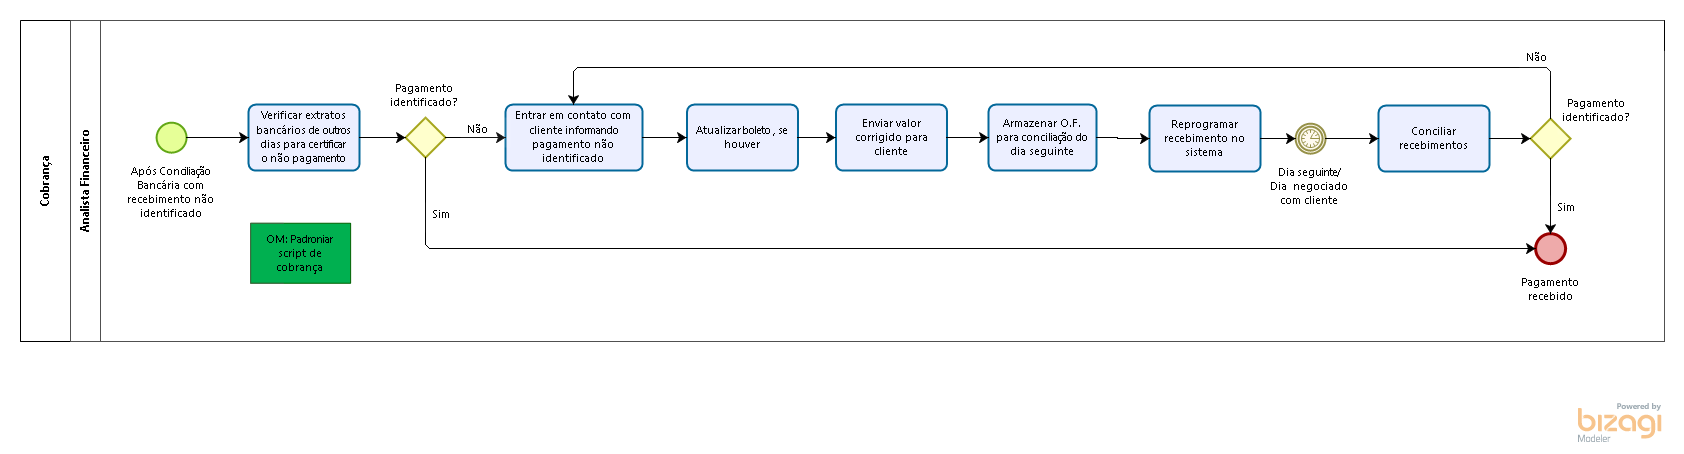 Cobrança
Analista Financeiro
Após Conciliação
Bancária com
recebimento não
identificado
Verificar extratos
bancários de outros
dias para certificar
o não pagamento
Pagamento
identificado?
Não
Sim
Entrar em contato com
cliente informando
pagamento não
identificado
Atualizar boleto, se
houver
Enviar valor
corrigido para
cliente
Armazenar O.F.
para conciliação do
dia seguinte
Reprogramar
recebimento no
sistema
Dia seguinte/
Dia negociado
com cliente
Conciliar
recebimentos
Não
Pagamento
identificado?
Sim
Pagamento
recebido
OM: Padroniar
script de
cobrança
Powered by
bizagi
Modeler